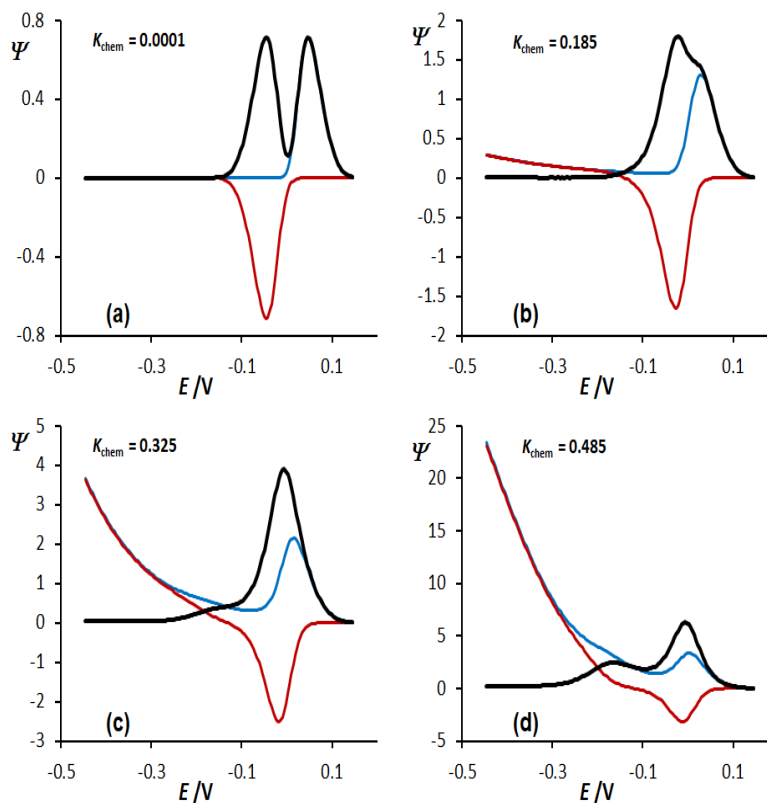 Ψ
0.8
0.4
0
-0.4
-0.8
K chem = 0.0001
(a)
-0.5 -0.3 -0.1 0.1
E /V
Ψ
2
1.5
1
0.5
0
-0.5
-1
-1.5
-2
K chem = 0.185
(b)
-0.5 -0.3 -0.1 0.1
E /V
Ψ
5
4
3
2
1
0
-1
-2
-3
K chem = 0.325
(c)
-0.5 -0.3 -0.1 0.1
E /V
Ψ
25
20
15
10
5
0
-5
K chem = 0.485
(d)
-0.5 -0.3 -0.1 0.1
E /V